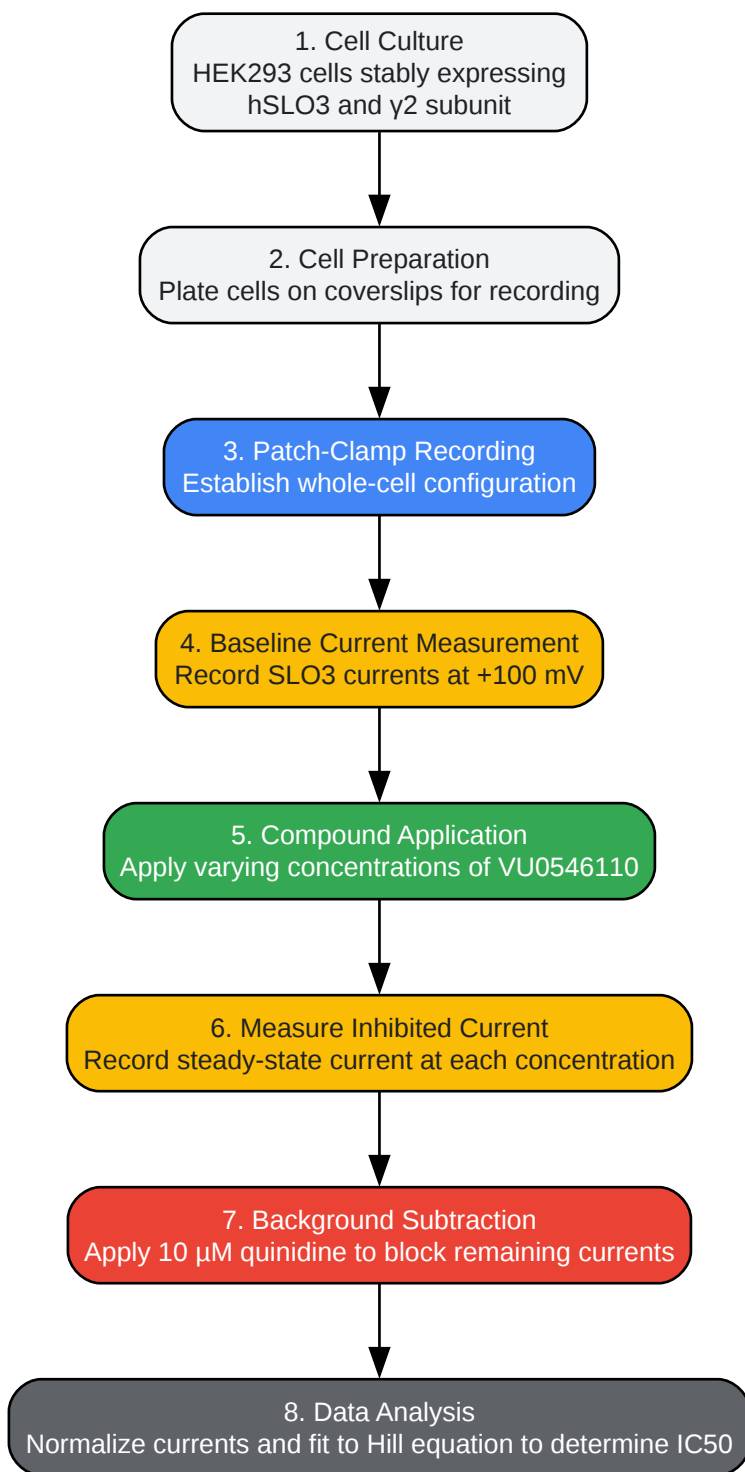 1. Cell Culture
HEK293 cells stably expressing
hSLO3 and γ2 subunit
2. Cell Preparation
Plate cells on coverslips for recording
3. Patch-Clamp Recording
Establish whole-cell configuration
4. Baseline Current Measurement
Record SLO3 currents at +100 mV
5. Compound Application
Apply varying concentrations of VU0546110
6. Measure Inhibited Current
Record steady-state current at each concentration
7. Background Subtraction
Apply 10 µM quinidine to block remaining currents
8. Data Analysis
Normalize currents and fit to Hill equation to determine IC50